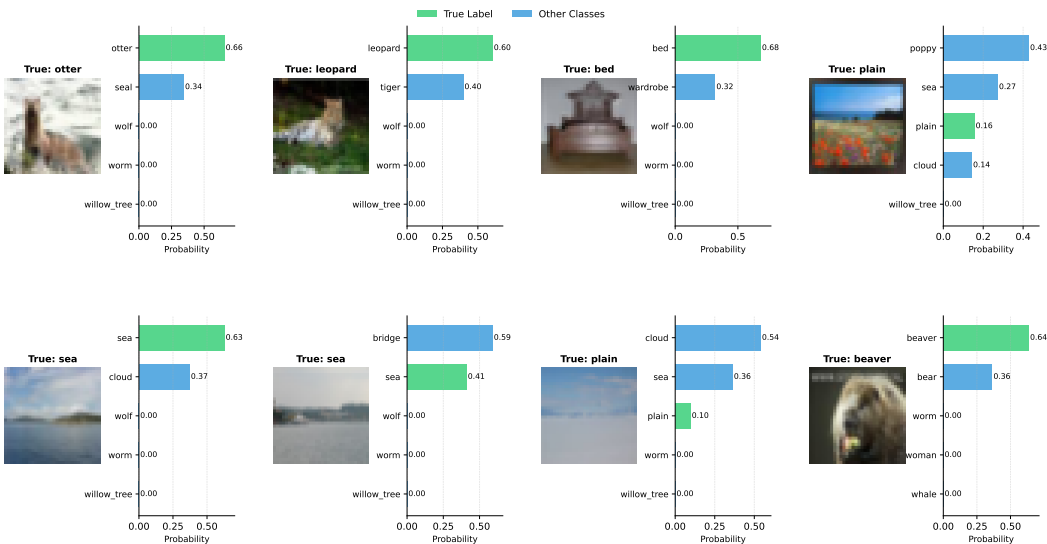 True Label
Other Classes
True: otter
otter 0.66
seal 0.34
wolf 0.00
worm 0.00
willow_tree 0.00
0.00 0.25 0.50
Probability
True: leopard
leopard 0.60
tiger 0.40
wolf 0.00
worm 0.00
willow_tree 0.00
0.00 0.25 0.50
Probability
True: bed
bed 0.68
wardrobe 0.32
wolf 0.00
worm 0.00
willow_tree 0.00
0.0 0.5
Probability
True: plain
poppy 0.43
sea 0.27
plain 0.16
cloud 0.14
willow_tree 0.00
0.0 0.2 0.4
Probability
True: sea
sea 0.63
cloud 0.37
wolf 0.00
worm 0.00
willow_tree 0.00
0.00 0.25 0.50
Probability
True: sea
bridge 0.59
sea 0.41
wolf 0.00
worm 0.00
willow_tree 0.00
0.00 0.25 0.50
Probability
True: plain
cloud 0.54
sea 0.36
plain 0.10
worm 0.00
willow_tree 0.00
0.00 0.25 0.50
Probability
True: beaver
beaver 0.64
bear 0.36
worm 0.00
woman 0.00
whale 0.00
0.00 0.25 0.50
Probability